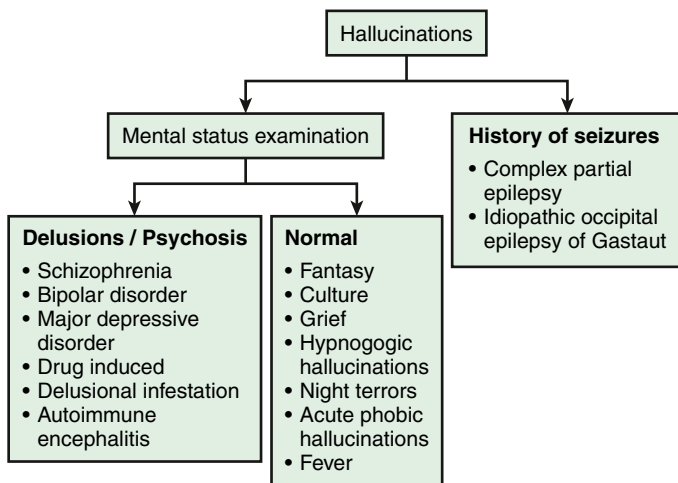 Hallucinations
Mental status examination
History of seizures
• Complex partial
epilepsy
• Idiopathic occipital
epilepsy of Gastaut
Delusions / Psychosis
• Schizophrenia
• Bipolar disorder
• Major depressive
disorder
• Drug induced
• Delusional infestation
• Autoimmune
encephalitis
Normal
• Fantasy
• Culture
• Grief
• Hypnogogic
hallucinations
• Night terrors
• Acute phobic
hallucinations
• Fever